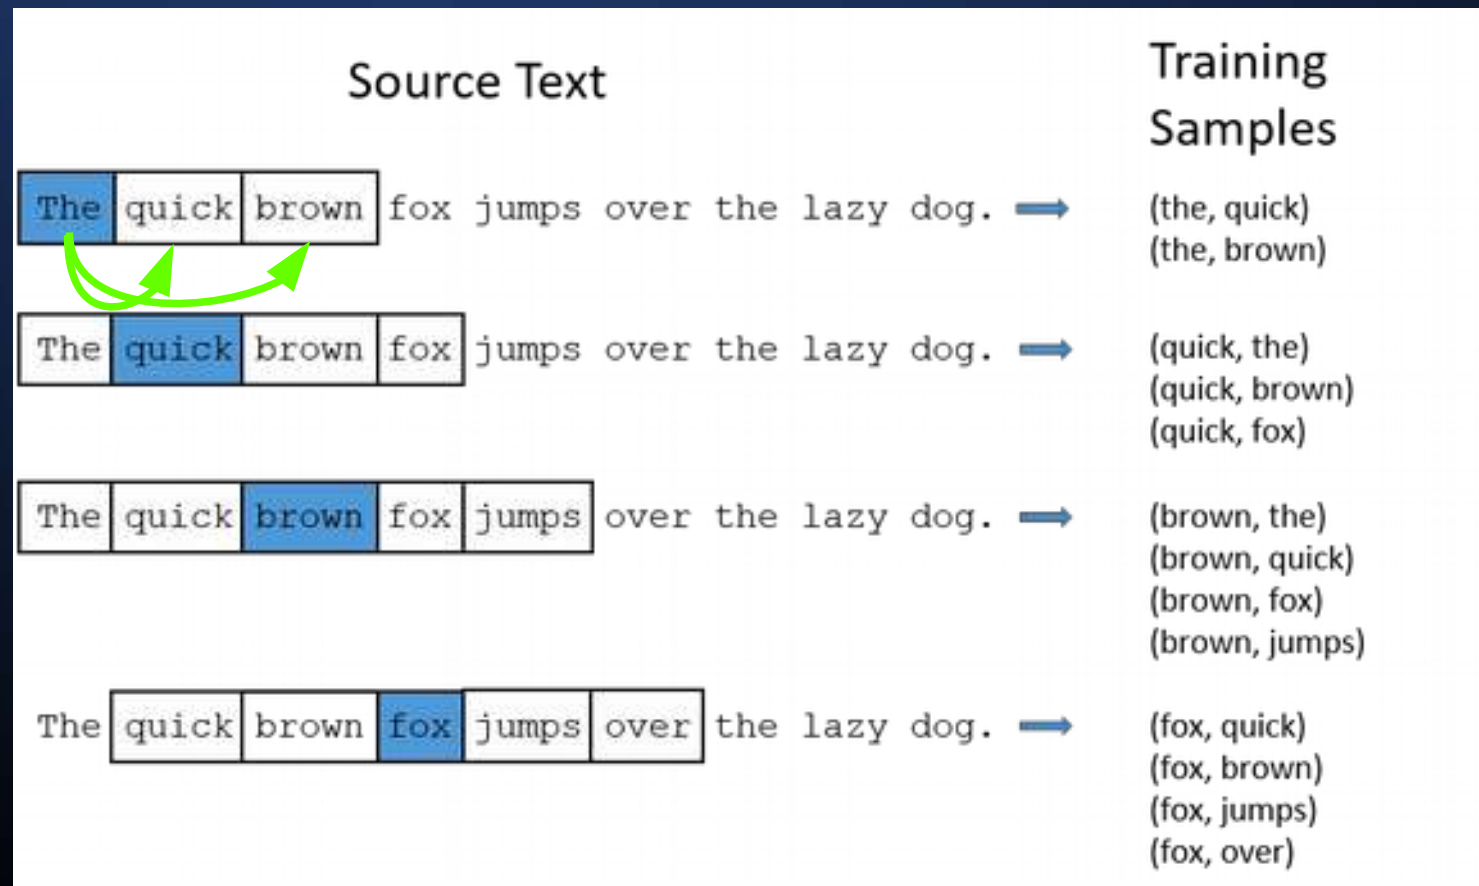 Source Text
Training
Samples
The quick brown fox jumps over the lazy dog.
(the, quick)
(the, brown)
The quick brown fox jumps over the lazy dog.
(quick, the)
(quick, brown)
(quick, fox)
The quick brown fox jumps over the lazy dog.
(brown, the)
(brown, quick)
(brown, fox)
(brown, jumps)
The quick brown fox jumps over the lazy dog.
(fox, quick)
(fox, brown)
(fox, jumps)
(fox, over)